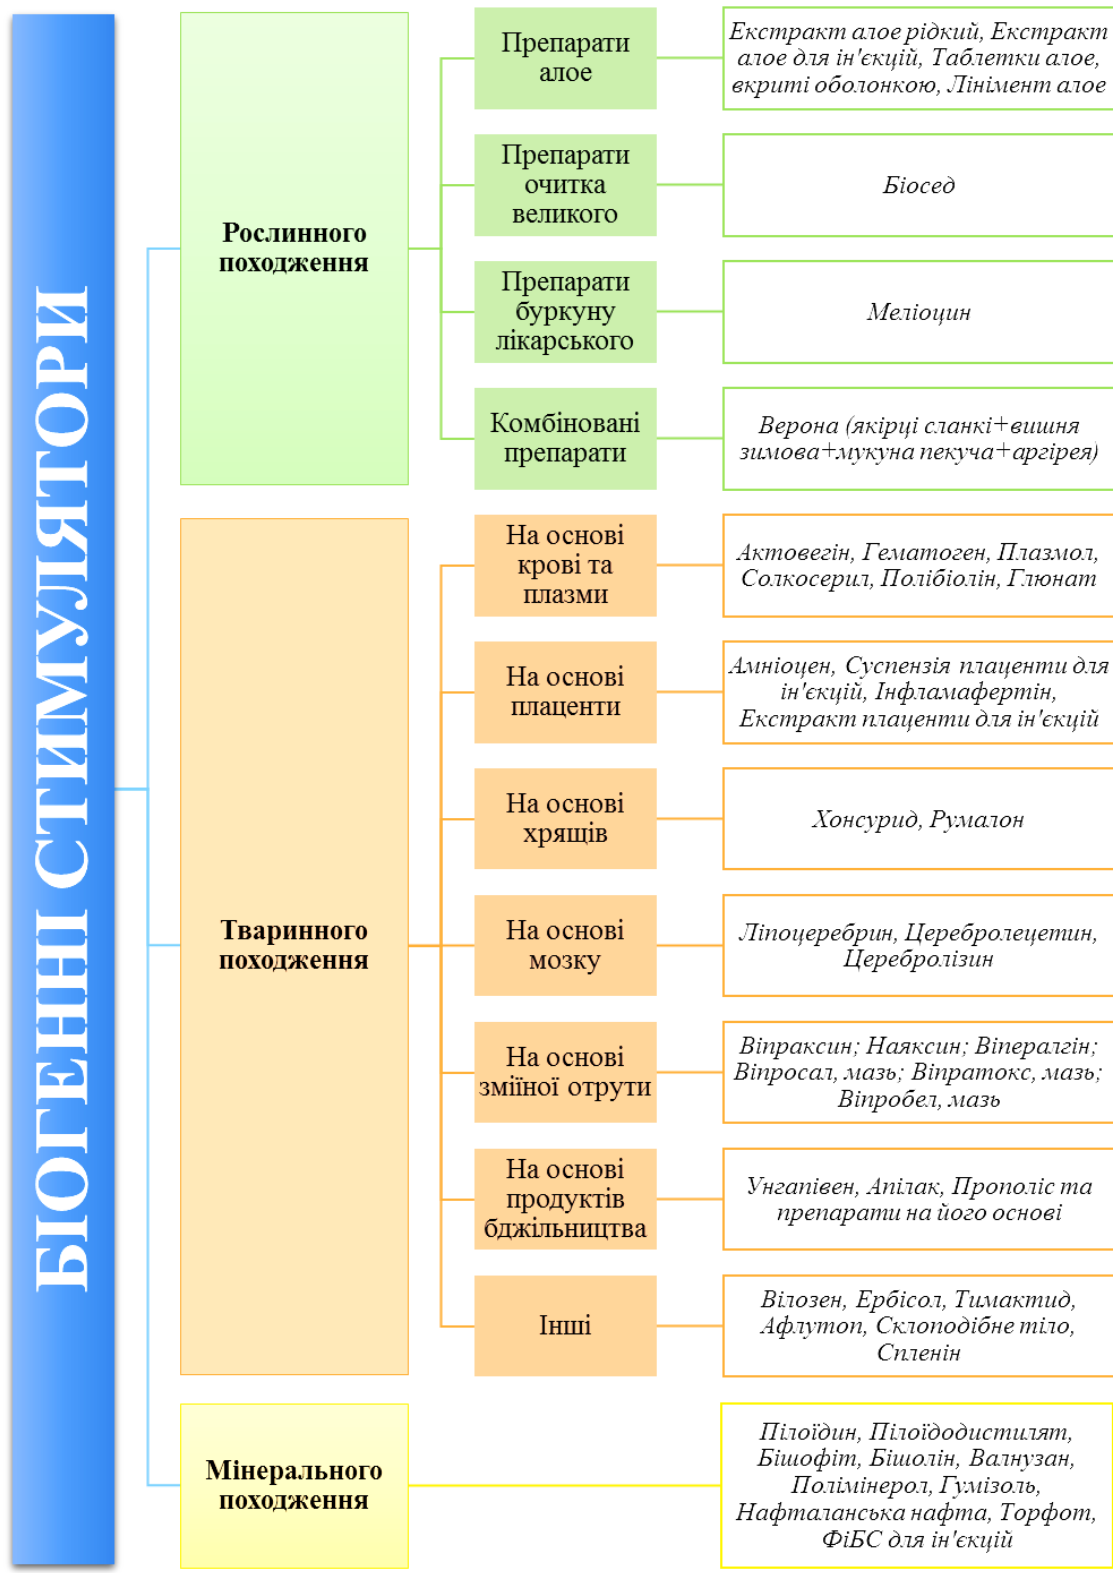 БІОГЕННІ СТИМУЛЯТОРИ
Рослинного
походження
Препарати
алое
Екстракт алое рідкий, Екстракт
алое для ін'єкцій, Таблетки алое,
вкриті оболонкою, Лінімент алое
Препарати
очитка
великого
Біосед
Препарати
буркуну
лікарського
Меліоцин
Комбіновані
препарати
Верона (якірці сланкі+вишня
зимова+мукуна пекуча+аргірея)
Тваринного
походження
На основі
крові та
плазми
Актовегін, Гематоген, Плазмол,
Солкосерил, Полібіолін, Глюнат
На основі
плаценти
Амніоцен, Суспензія плаценти для
ін'єкцій, Інфламафертін,
Екстракт плаценти для ін'єкцій
На основі
хрящів
Хонсурид, Румалон
На основі
мозку
Ліпоцеребрин, Церебролецетин,
Церебролізин
На основі
зміїної отрути
Віпраксин; Наяксин; Віпералгін;
Віпросал, мазь; Віпратокс, мазь;
Віпробел, мазь
На основі
продуктів
бджільництва
Унгапівен, Апілак, Прополіс та
препарати на його основі
Інші
Вілозен, Ербісол, Тимактид,
Афлутоп, Склоподібне тіло,
Спленін
Мінерального
походження
Пілоїдин, Пілоїдодистилят,
Бішофіт, Бішолін, Валнузан,
Полімінерол, Гумізоль,
Нафталанська нафта, Торфот,
ФіБС для ін'єкцій